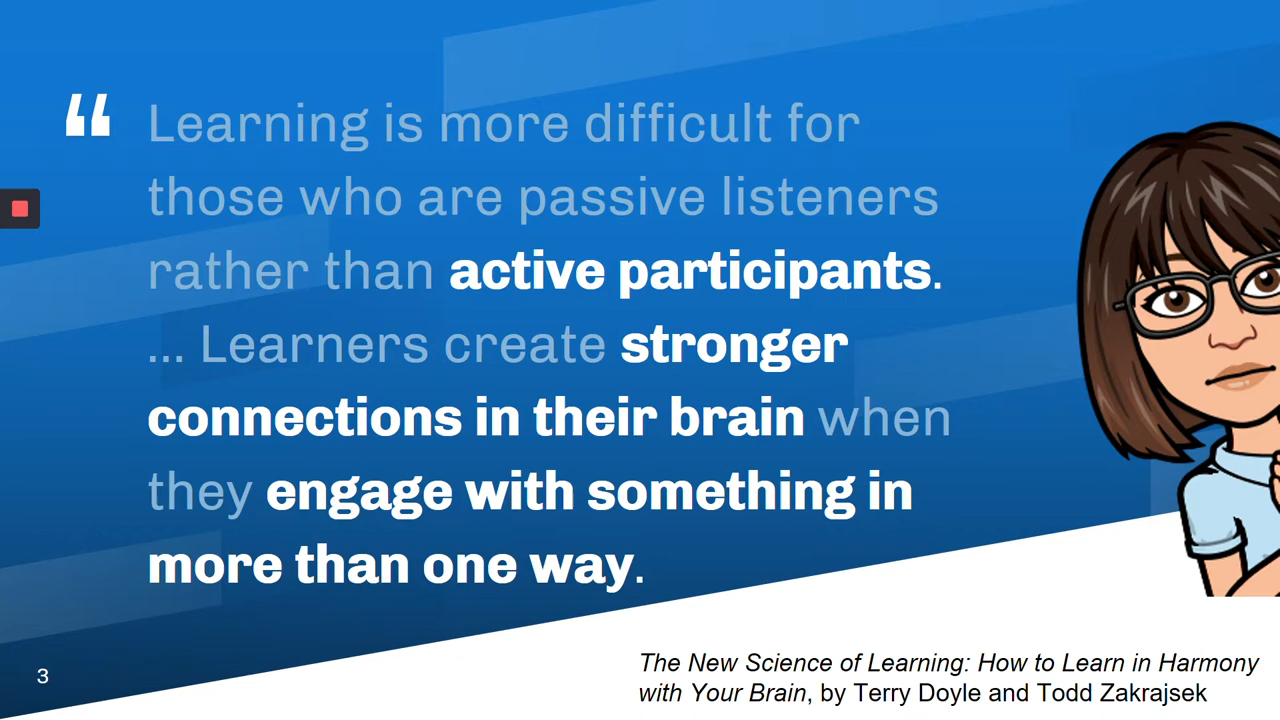 “ Learning is more difficult for
those who are passive listeners
rather than active participants.
... Learners create stronger
connections in their brain when
they engage with something in
more than one way.
3
The New Science of Learning: How to Learn in Harmony
with Your Brain, by Terry Doyle and Todd Zakrajsek